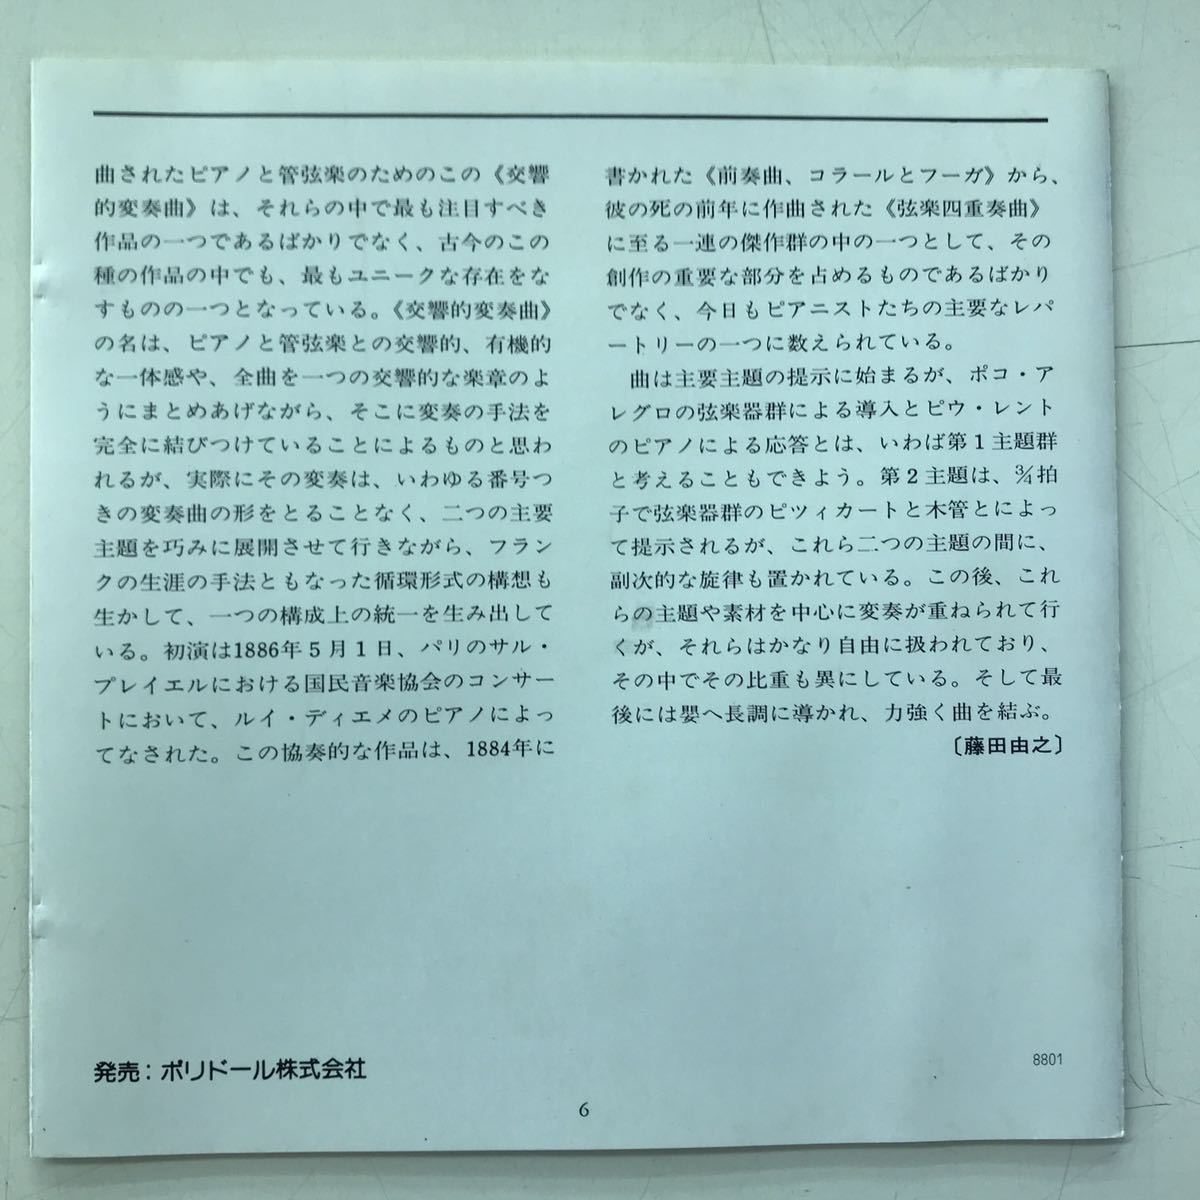 曲されたピアノと管弦楽のためのこの《交響
的変奏曲》は、それらの中で最も注目すべき
作品の一つであるばかりでなく、古今のこの
種の作品の中でも、最もユニークな存在をな
すものの一つとなっている。《交響的変奏曲》
の名は、ピアノと管弦楽との交響的、有機的
な一体感や、全曲を一つの交響的な楽章のよ
うにまとめあげながら、そこに変奏の手法を
完全に結びつけていることによるものと思わ
れるが、実際にその変奏は、いわゆる番号つ
きの変奏曲の形をとることなく、二つの主要
主題を巧みに展開させて行きながら、フラン
クの生涯の手法ともなった循環形式の構想も
生かして、一つの構成上の統一を生み出して
いる。初演は1886年5月1日、パリのサル・
プレイエルにおける国民音楽協会のコンサー
トにおいて、ルイ・ディエメのピアノによっ
てなされた。この協奏的な作品は、1884年に
書かれた《前奏曲、コラールとフーガ》から、
彼の死の前年に作曲された《弦楽四重奏曲》
に至る一連の傑作群の中の一つとして、その
創作の重要な部分を占めるものであるばかり
でなく、今日もピアニストたちの主要なレパ
ートリーの一つに数えられている。
曲は主要主題の提示に始まるが、ポコ・ア
レグロの弦楽器群による導入とピウ・レント
のピアノによる応答とは、いわば第1主題群
と考えることもできよう。第2主題は、¾拍
子で弦楽器群のピツィカートと木管とによっ
て提示されるが、これら二つの主題の間に、
副次的な旋律も置かれている。この後、これ
らの主題や素材を中心に変奏が重ねられて行
くが、それらはかなり自由に扱われており、
その中でその比重も異にしている。そして最
後には嬰ヘ長調に導かれ、力強く曲を結ぶ。
〔藤田由之〕
発売：ポリドール株式会社
8801
6